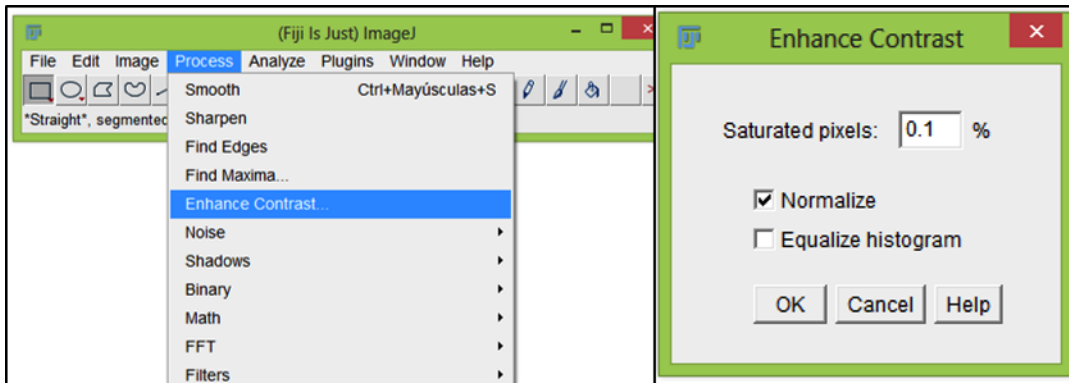 (Fiji Is Just) ImageJ
File Edit Image Process Analyze Plugins Window Help
*Straight*, segmented
Smooth Ctrl+Mayúsculas+S
Sharpen
Find Edges
Find Maxima...
Enhance Contrast...
Noise
Shadows
Binary
Math
FFT
Filters
Enhance Contrast
Saturated pixels: 0.1 %
Normalize
Equalize histogram
OK Cancel Help